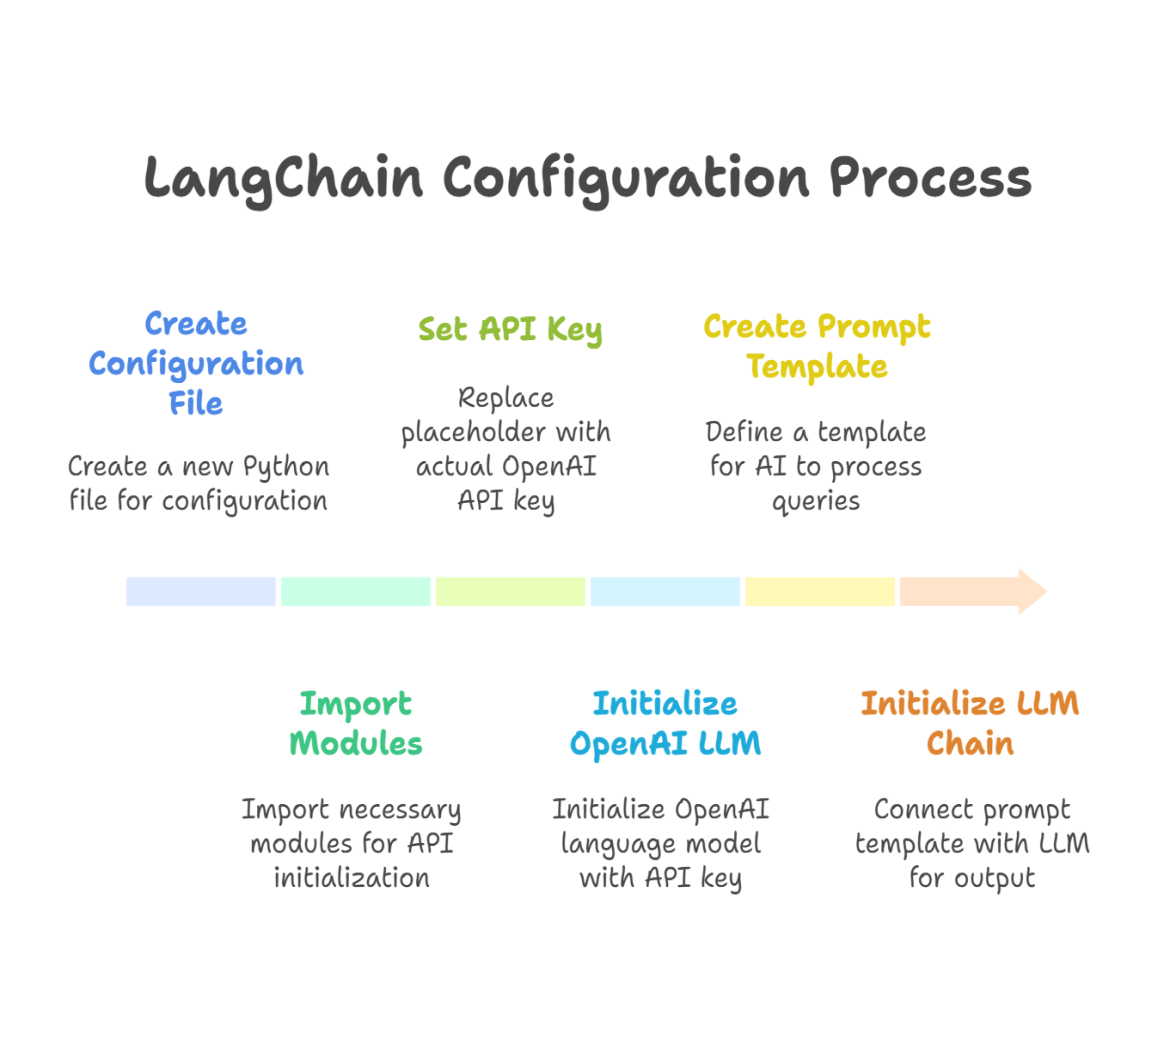 LangChain Configuration Process
Create
Configuration
File
Create a new Python
file for configuration
Import
Modules
Import necessary
modules for API
initialization
Set API Key
Replace
placeholder with
actual OpenAI
API key
Initialize
OpenAI LLM
Initialize OpenAI
language model
with API key
Create Prompt
Template
Define a template
for AI to process
queries
Initialize LLM
Chain
Connect prompt
template with LLM
for output